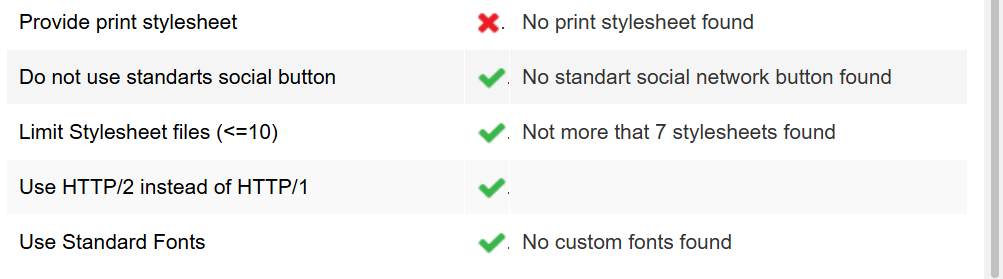 Provide print stylesheet . No print stylesheet found
Do not use standarts social button . No standart social network button found
Limit Stylesheet files (<=10) . Not more that 7 stylesheets found
Use HTTP/2 instead of HTTP/1 .
Use Standard Fonts . No custom fonts found